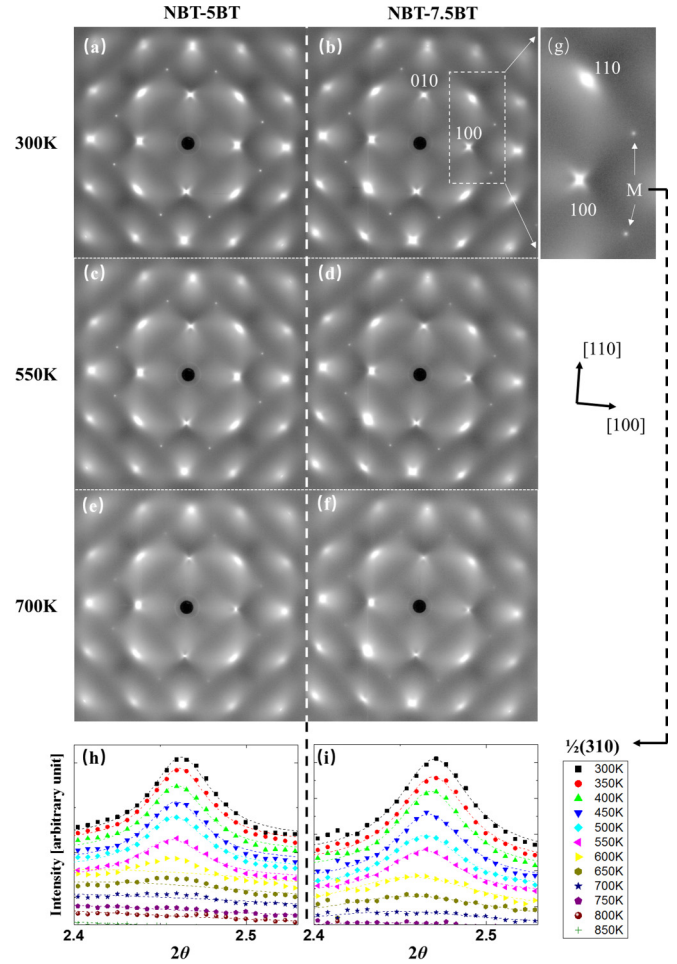 NBT-5BT NBT-7.5BT
(a) (b) (g)
110
010
300K 100
M
100
(c) (d)
[110]
550K
[100]
(e) (f)
700K
½(310)
(h) (i)
300K
350K
400K
450K
500K
550K
600K
650K
700K
750K
800K
850K
Intensity [arbitrary unit]
2.4 2.5 2.4 2.5
2θ 2θ